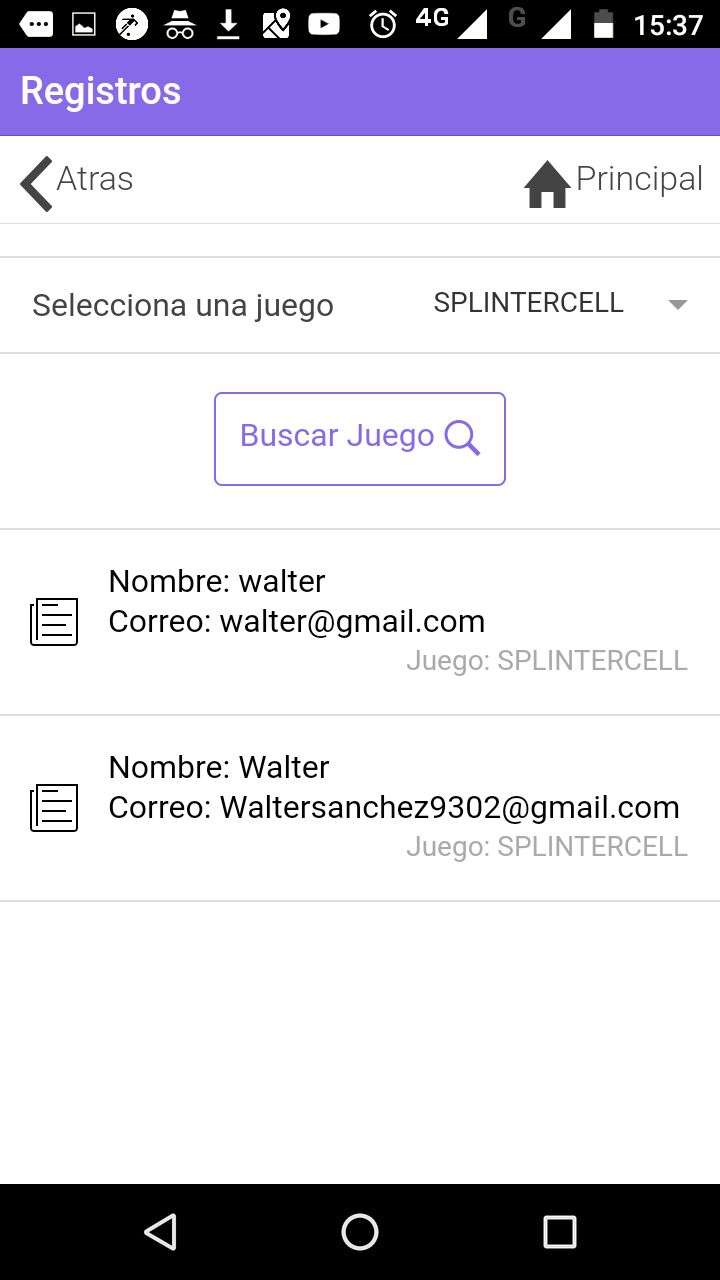 4G G 15:37
Registros
Atras Principal
Selecciona una juego SPLINTERCELL
Buscar Juego
Nombre: walter
Correo: walter@gmail.com
Juego: SPLINTERCELL
Nombre: Walter
Correo: Waltersanchez9302@gmail.com
Juego: SPLINTERCELL